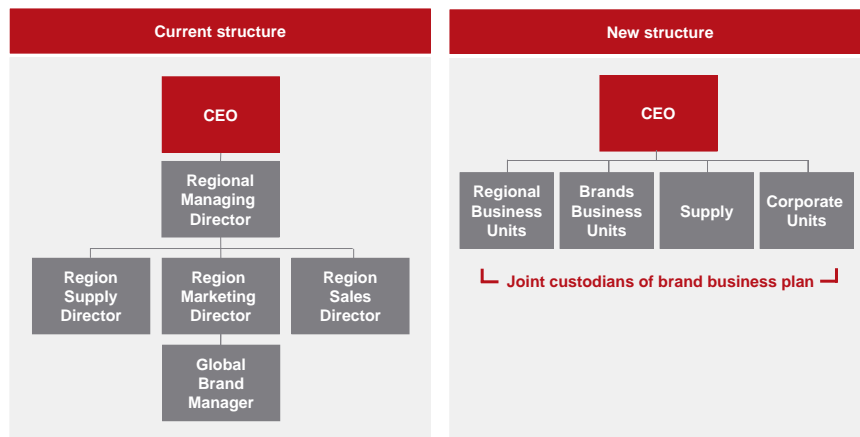 Current structure
CEO
Regional
Managing
Director
Region
Supply
Director
Region
Marketing
Director
Region
Sales
Director
Global
Brand
Manager
New structure
CEO
Regional
Business
Units
Brands
Business
Units
Supply
Corporate
Units
Joint custodians of brand business plan